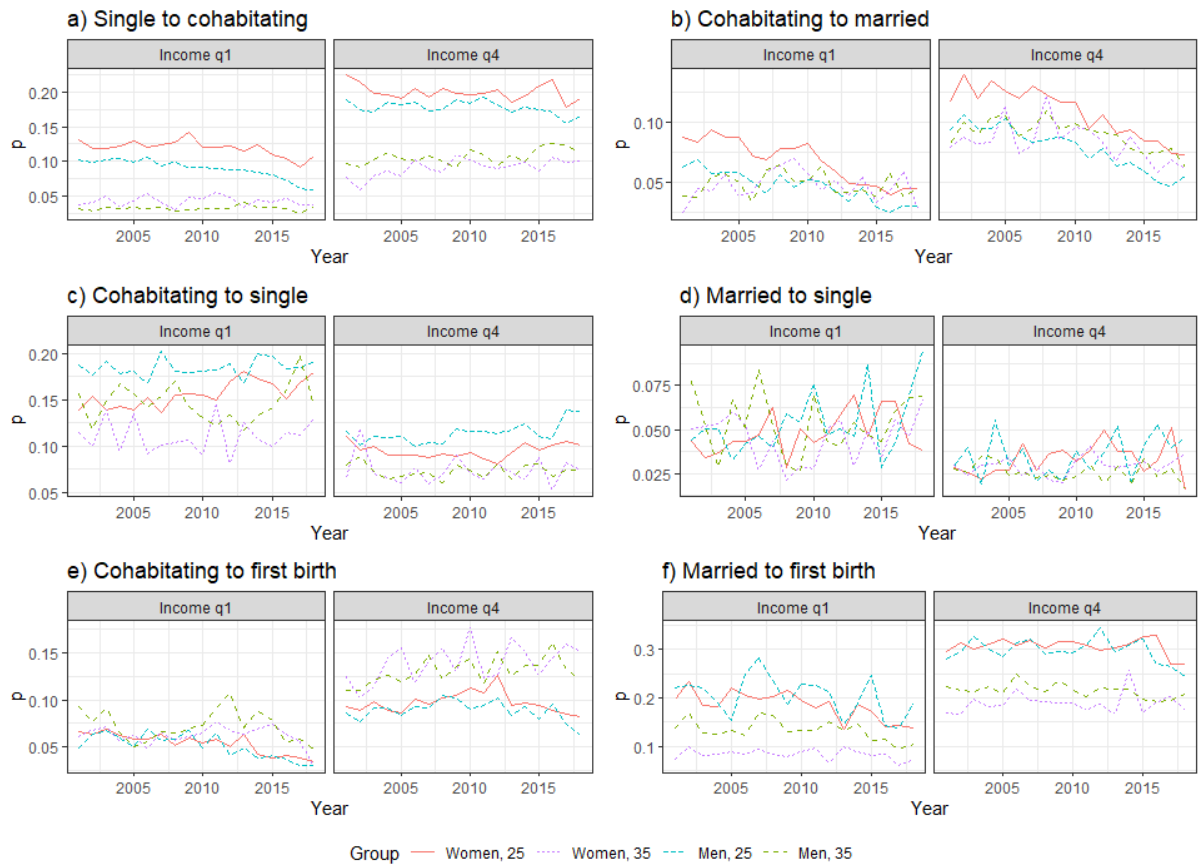 a) Single to cohabitating
b) Cohabitating to married
Income q1
Income q4
Income q1
Income q4
p
0.20
0.15
0.10
0.05
p
0.10
0.05
2005
2010
2015
2005
2010
2015
2005
2010
2015
2005
2010
2015
Year
Year
c) Cohabitating to single
d) Married to single
Income q1
Income q4
Income q1
Income q4
p
0.20
0.15
0.10
0.05
p
0.075
0.050
0.025
2005
2010
2015
2005
2010
2015
2005
2010
2015
2005
2010
2015
Year
Year
e) Cohabitating to first birth
f) Married to first birth
Income q1
Income q4
Income q1
Income q4
p
0.15
0.10
0.05
p
0.3
0.2
0.1
2005
2010
2015
2005
2010
2015
2005
2010
2015
2005
2010
2015
Year
Year
Group Women, 25 Women, 35 Men, 25 Men, 35